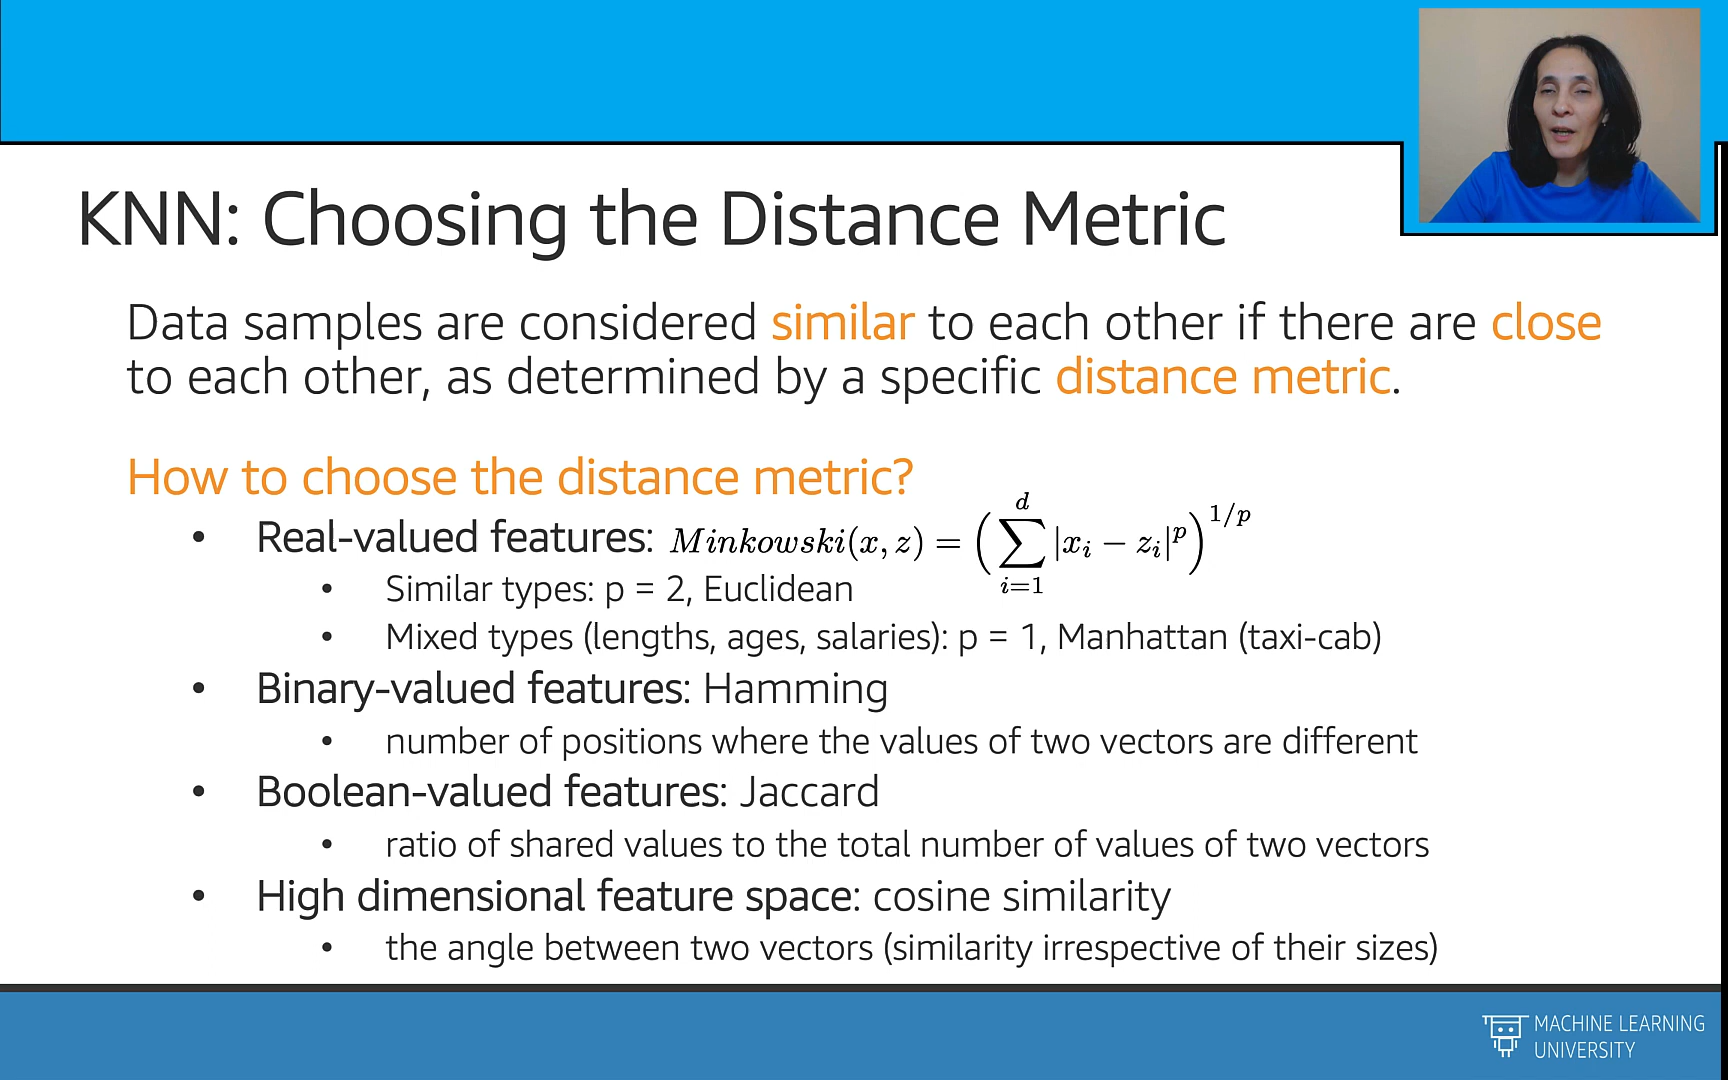 KNN: Choosing the Distance Metric
Data samples are considered similar to each other if there are close
to each other, as determined by a specific distance metric.
How to choose the distance metric?
• Real-valued features: Minkowski(x, z) = (∑_{i=1}^{d} |x_i − z_i|^p)^{1/p}
• Similar types: p = 2, Euclidean
• Mixed types (lengths, ages, salaries): p = 1, Manhattan (taxi-cab)
• Binary-valued features: Hamming
• number of positions where the values of two vectors are different
• Boolean-valued features: Jaccard
• ratio of shared values to the total number of values of two vectors
• High dimensional feature space: cosine similarity
• the angle between two vectors (similarity irrespective of their sizes)
MACHINE LEARNING
UNIVERSITY